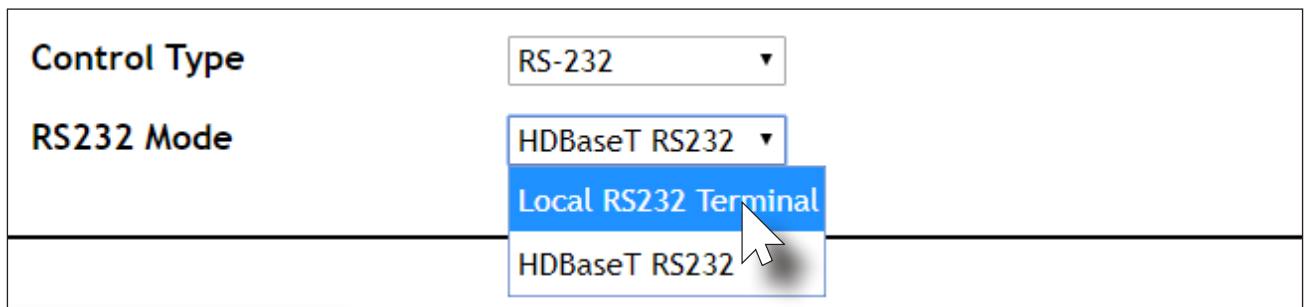 Control Type RS-232
RS232 Mode HDBaseT RS232
Local RS232 Terminal
HDBaseT RS232